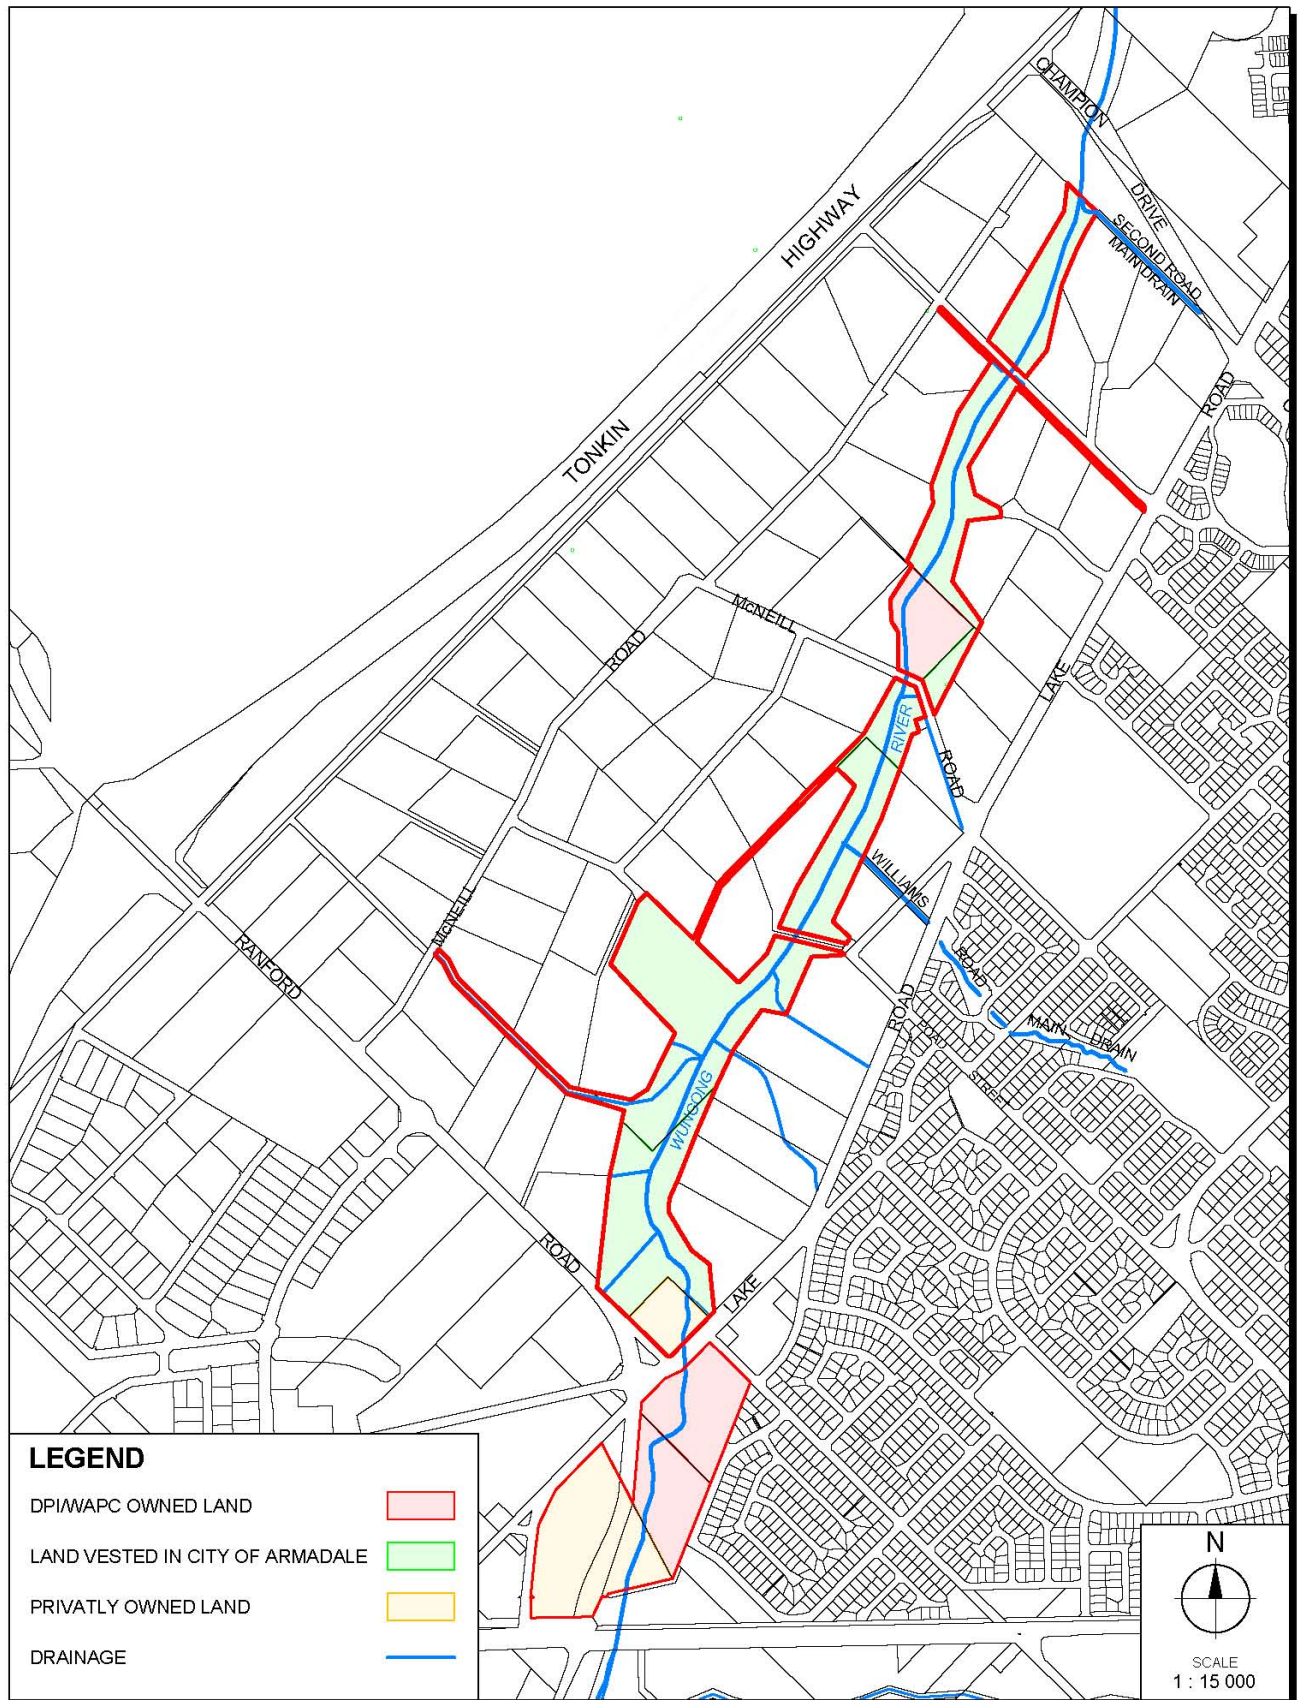 CHAMPION
DRIVE
SECOND ROAD
MAIN DRAIN
HIGHWAY
TONKIN
ROAD
McNEILL
ROAD
LAKE
RIVER
ROAD
WILLIAMS
ROAD
MAIN
DRAIN
McNEILL
RANFORD
ROAD
ROAD
STREET
WUNGONG
ROAD
LAKE
LEGEND
DPI/WAPC OWNED LAND
LAND VESTED IN CITY OF ARMADALE
PRIVATLY OWNED LAND
DRAINAGE
N
SCALE
1 : 15 000